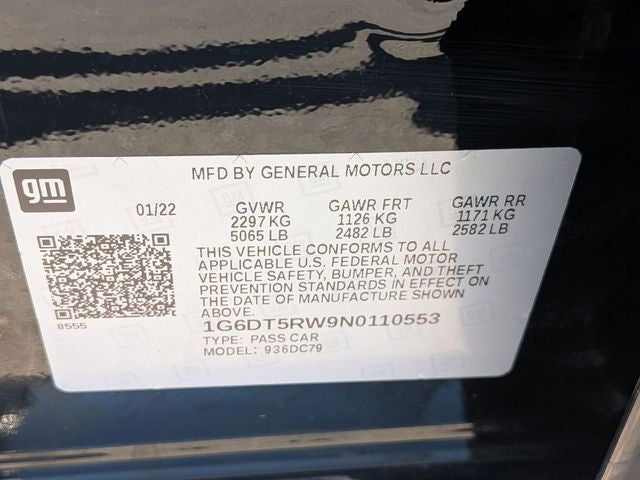 gm
MFD BY GENERAL MOTORS LLC
01/22
GVWR GAWR FRT GAWR RR
2297 KG 1126 KG 1171 KG
5065 LB 2482 LB 2582 LB
THIS VEHICLE CONFORMS TO ALL
APPLICABLE U.S. FEDERAL MOTOR
VEHICLE SAFETY, BUMPER, AND THEFT
PREVENTION STANDARDS IN EFFECT ON
THE DATE OF MANUFACTURE SHOWN
ABOVE.
8555
1G6DT5RW9N0110553
TYPE: PASS CAR
MODEL: 936DC79